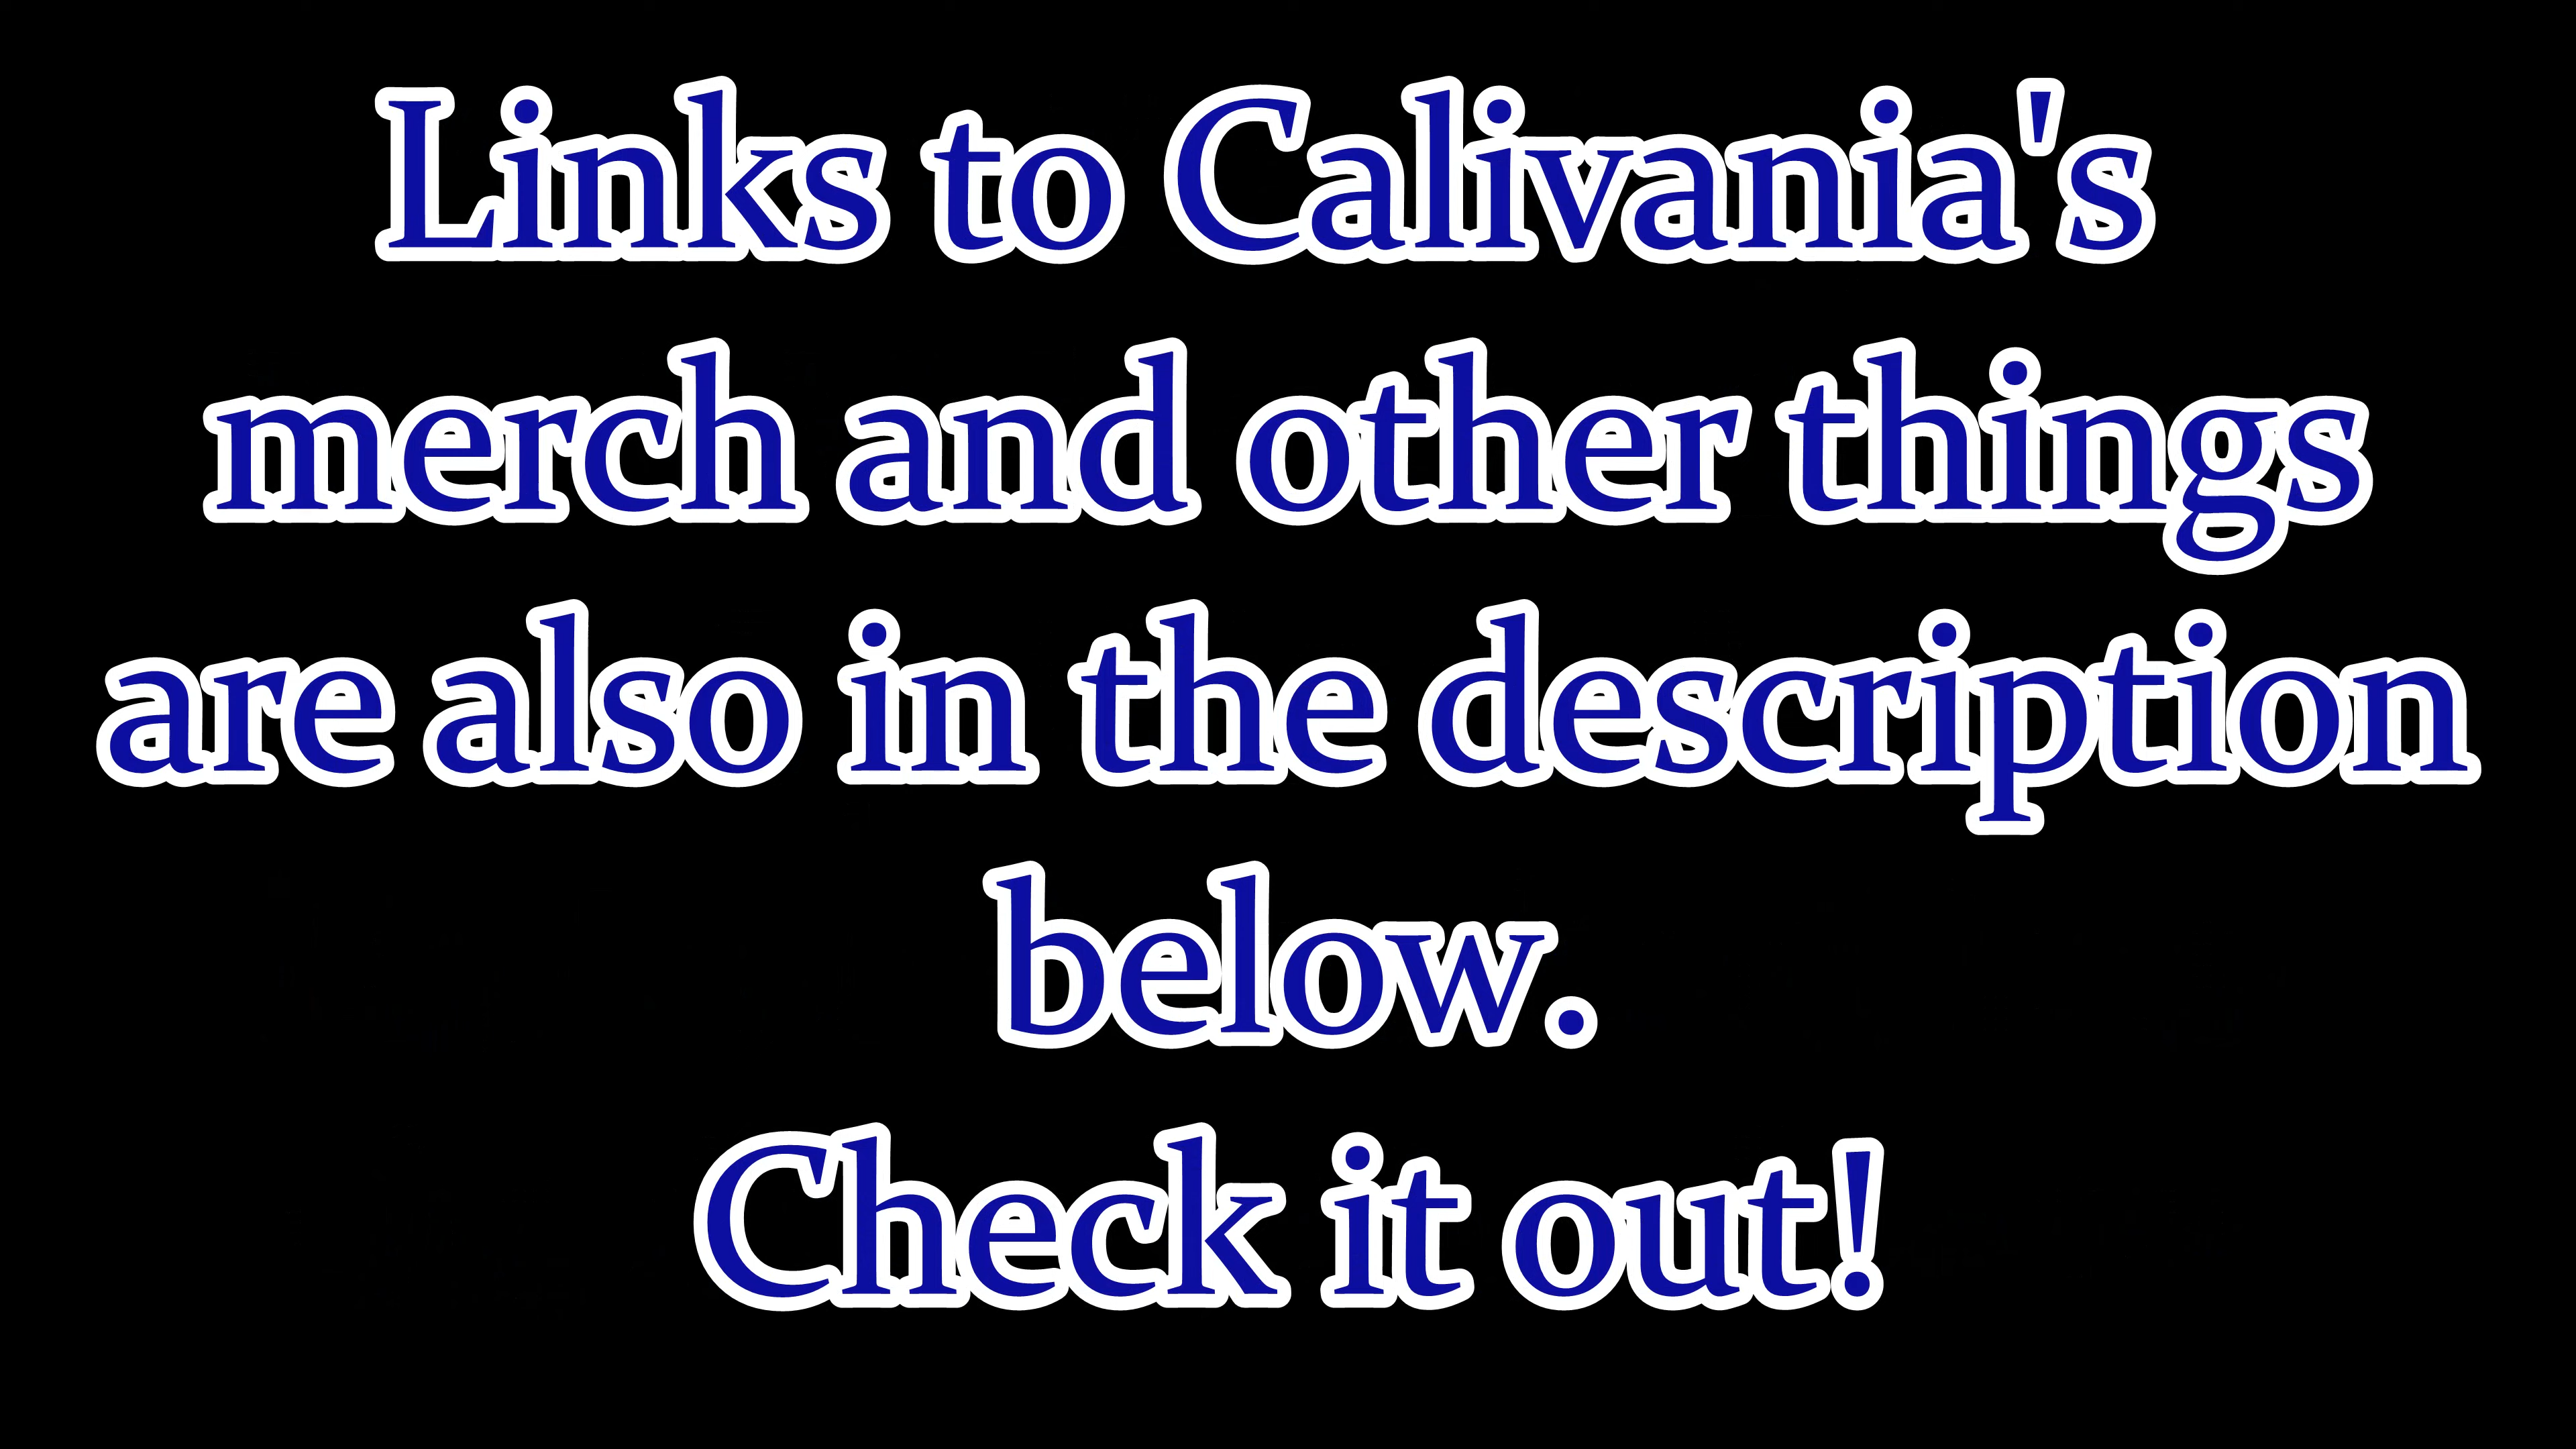 Links to Calivania's
merch and other things
are also in the description
below.
Check it out!